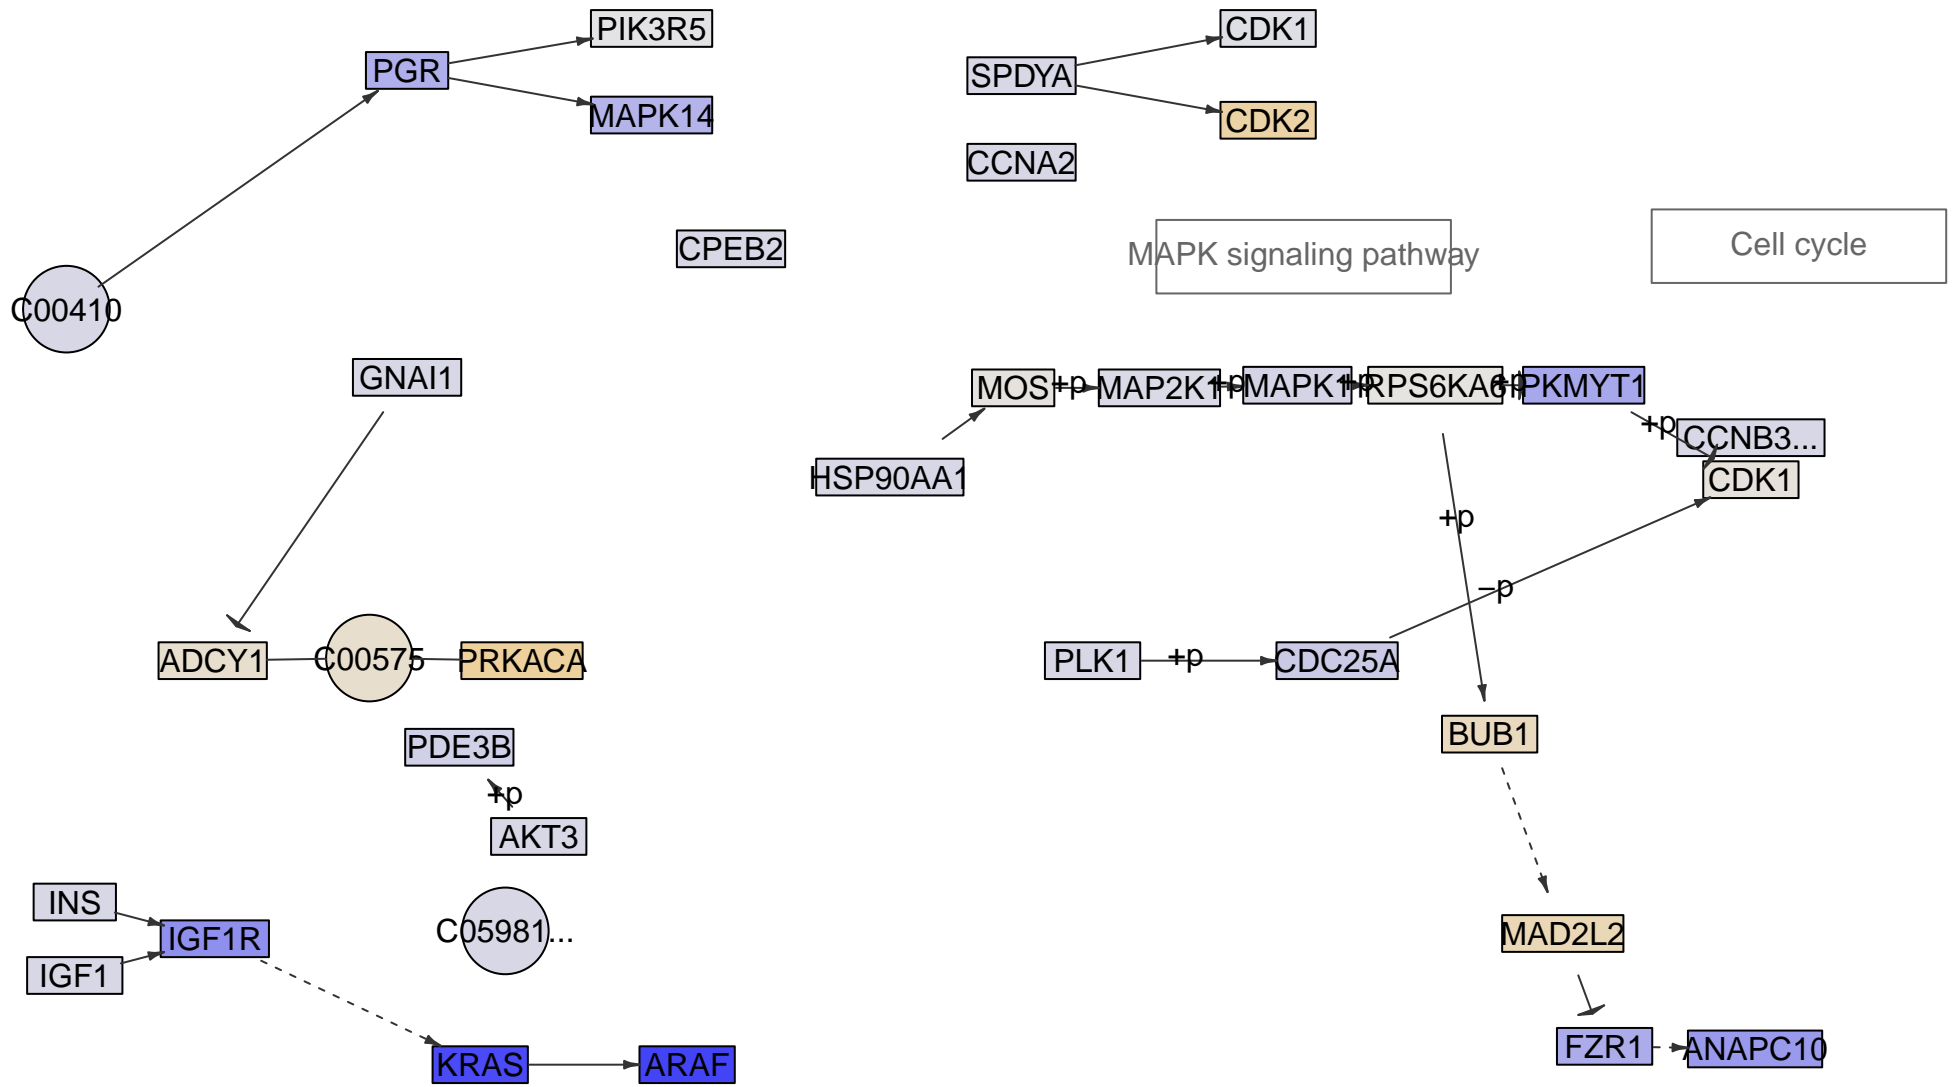 PIK3R5
CDK1
PGR
SPDYA
MAPK14
CDK2
CCNA2
CPEB2
MAPK signaling pathway
Cell cycle
C00410
GNAI1
MOS
+p
MAP2K1
+p
MAPK1
+p
RPS6KA6
+p
PKMYT1
+p
CCNB3...
HSP90AA1
CDK1
+p
−p
ADCY1
C00575
PRKACA
PLK1
+p
CDC25A
BUB1
PDE3B
+p
AKT3
INS
IGF1R
C05981...
MAD2L2
IGF1
FZR1
ANAPC10
KRAS
ARAF